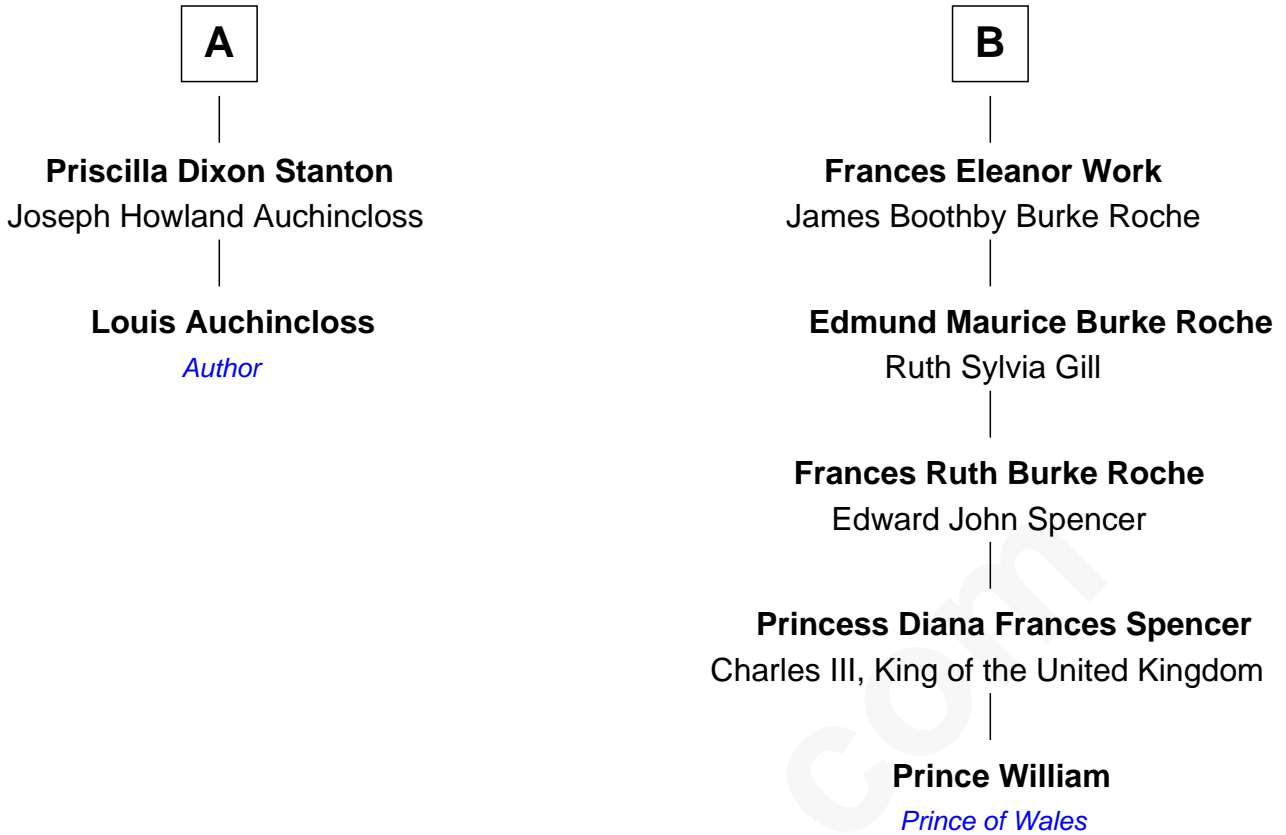 A
Priscilla Dixon Stanton
Joseph Howland Auchincloss
Louis Auchincloss
Author
B
Frances Eleanor Work
James Boothby Burke Roche
Edmund Maurice Burke Roche
Ruth Sylvia Gill
Frances Ruth Burke Roche
Edward John Spencer
Princess Diana Frances Spencer
Charles III, King of the United Kingdom
Prince William
Prince of Wales
com